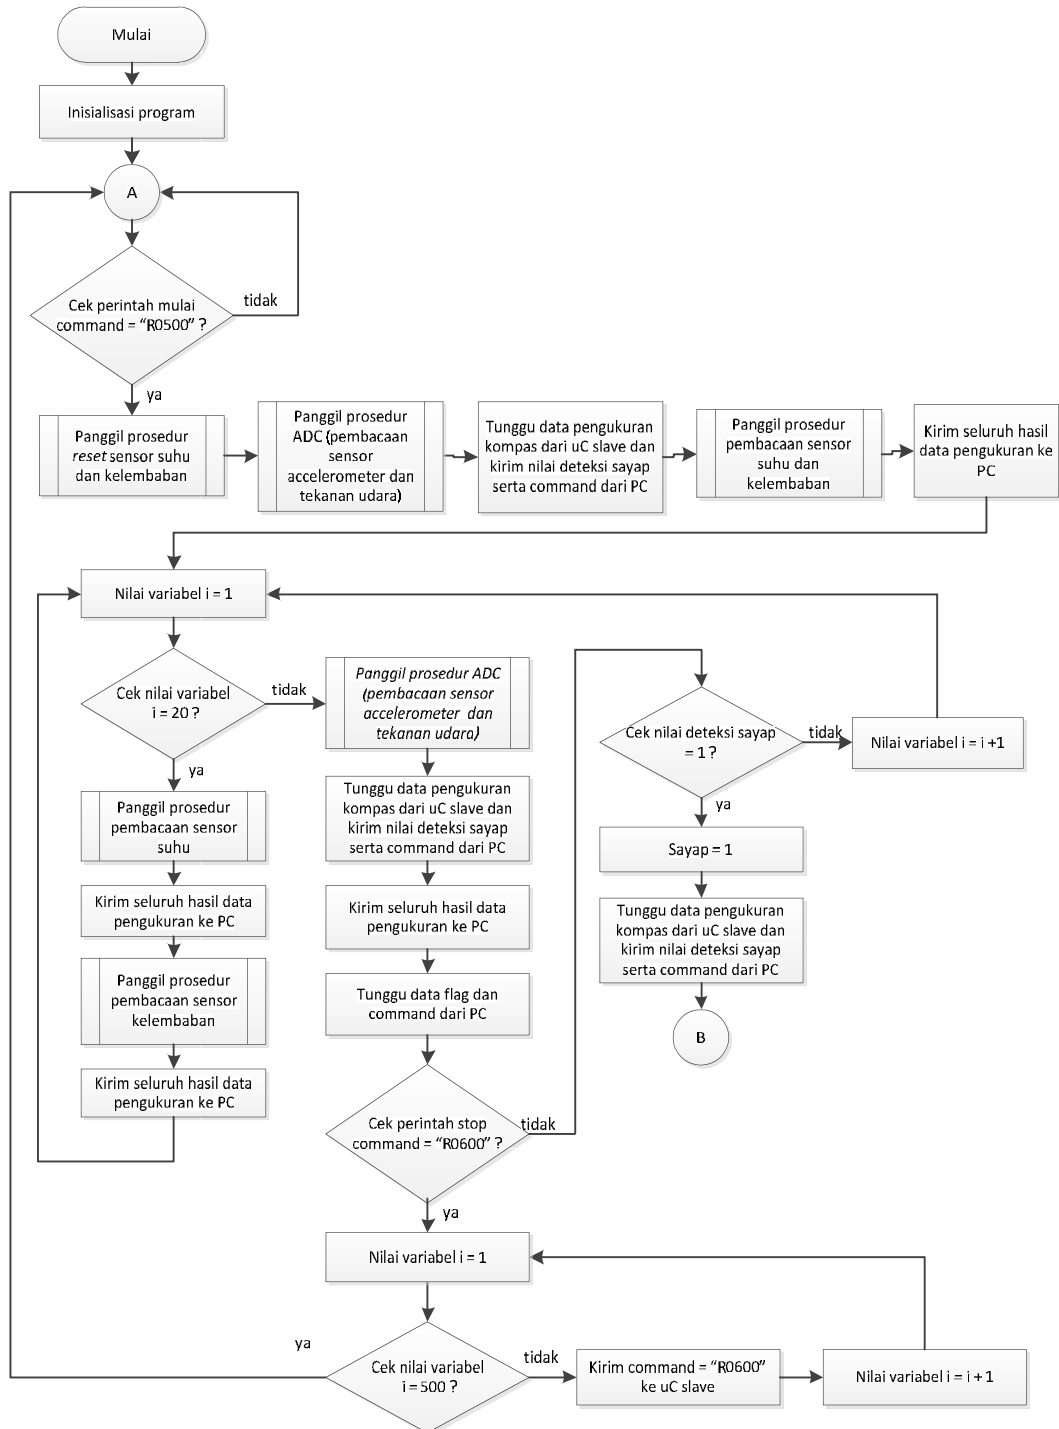 Mulai
Inisialisasi program
A
Cek perintah mulai
command = “R0500” ?
tidak
ya
Panggil prosedur
reset sensor suhu
dan kelembaban
Panggil prosedur
ADC (pembacaan
sensor
accelerometer dan
tekanan udara)
Tunggu data pengukuran
kompas dari uC slave dan
kirim nilai deteksi sayap
serta command dari PC
Panggil prosedur
pembacaan sensor
suhu dan
kelembaban
Kirim seluruh hasil
data pengukuran ke
PC
Nilai variabel i = 1
Cek nilai variabel
i = 20 ?
tidak
ya
Panggil prosedur
pembacaan sensor
suhu
Kirim seluruh hasil data
pengukuran ke PC
Panggil prosedur
pembacaan sensor
kelembaban
Kirim seluruh hasil data
pengukuran ke PC
Panggil prosedur ADC
(pembacaan sensor
accelerometer dan
tekanan udara)
Tunggu data pengukuran
kompas dari uC slave dan
kirim nilai deteksi sayap
serta command dari PC
Kirim seluruh hasil data
pengukuran ke PC
Tunggu data flag dan
command dari PC
Cek perintah stop
command = “R0600” ?
tidak
ya
Cek nilai deteksi sayap
= 1 ?
tidak
Nilai variabel i = i +1
ya
Sayap = 1
Tunggu data pengukuran
kompas dari uC slave dan
kirim nilai deteksi sayap
serta command dari PC
B
Nilai variabel i = 1
Cek nilai variabel
i = 500 ?
ya
tidak
Kirim command = “R0600”
ke uC slave
Nilai variabel i = i + 1